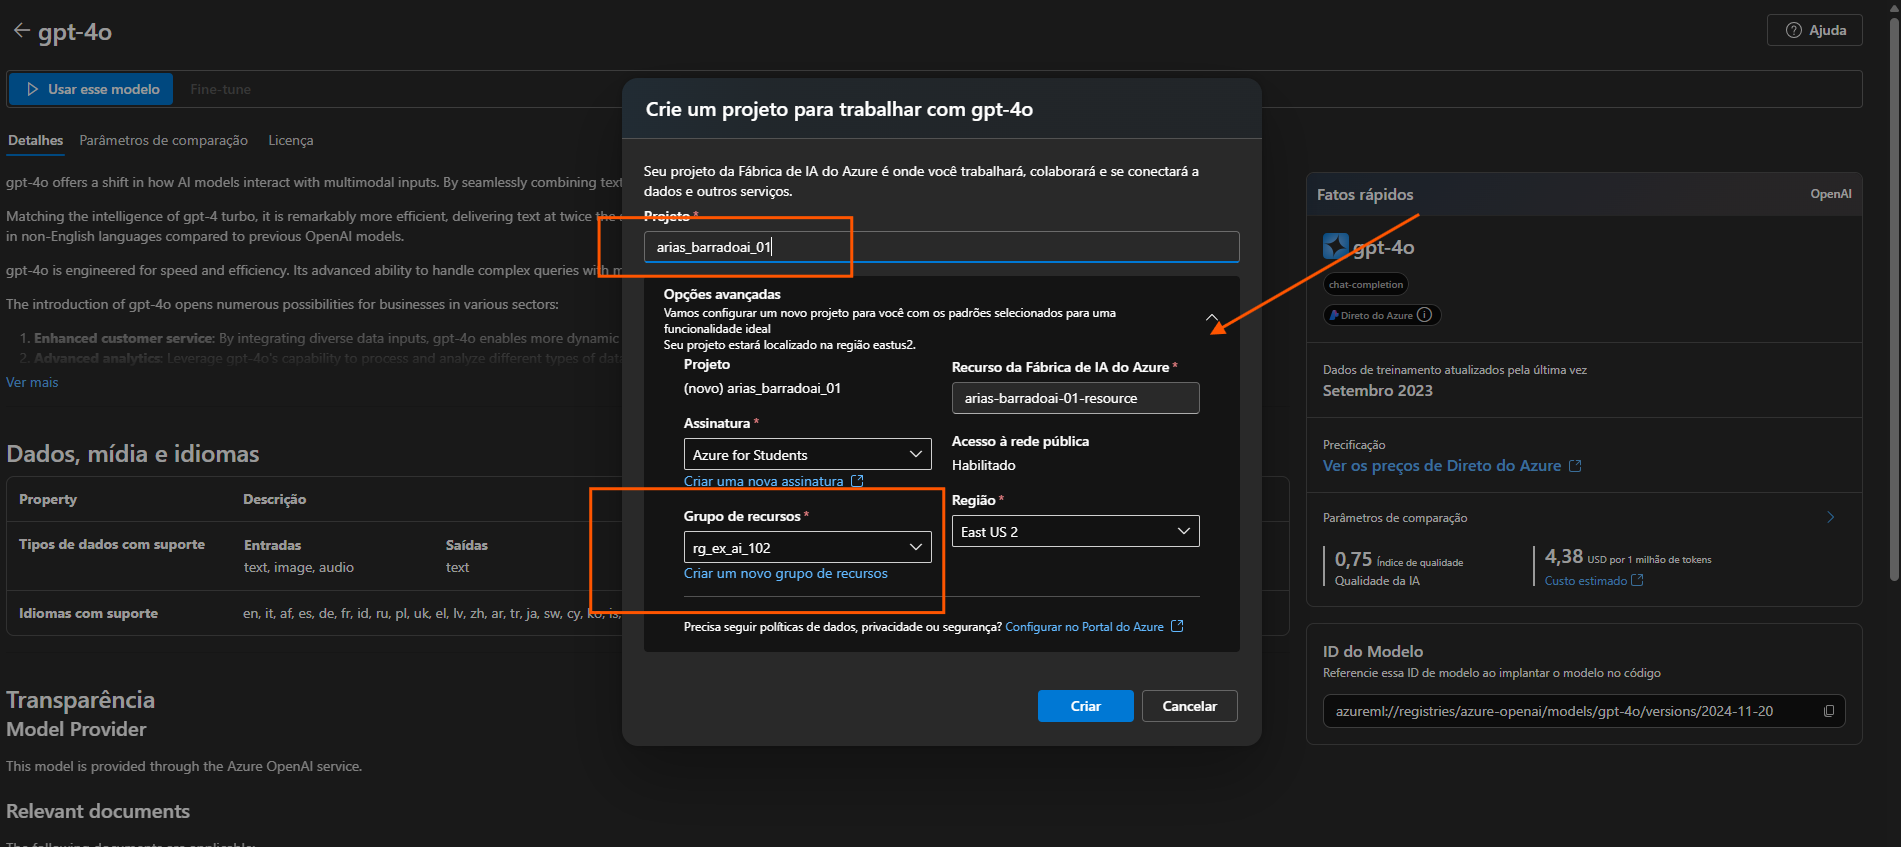 gpt-4o
Ajuda
Usar esse modelo
Fine-tune
Detalhes
Parâmetros de comparação
Licença
gpt-4o offers a shift in how AI models interact with multimodal inputs. By seamlessly combining text
Matching the intelligence of gpt-4 turbo, it is remarkably more efficient, delivering text at twice the
in non-English languages compared to previous OpenAI models.
gpt-4o is engineered for speed and efficiency. Its advanced ability to handle complex queries with
The introduction of gpt-4o opens numerous possibilities for businesses in various sectors:
1. Enhanced customer service: By integrating diverse data inputs, gpt-4o enables more dynamic
2. Advanced analytics: Leverage gpt-4o's capability to process and analyze different types of
Ver mais
Dados, mídia e idiomas
Property
Descrição
Tipos de dados com suporte
Entradas
Saídas
text, image, audio
text
Idiomas com suporte
en, it, af, es, de, fr, id, ru, pl, uk, el, lv, zh, ar, tr, ja, sw, cy, ko, is,
Transparência
Model Provider
This model is provided through the Azure OpenAI service.
Relevant documents
The following documents are applicable:
Crie um projeto para trabalhar com gpt-4o
Seu projeto da Fábrica de IA do Azure é onde você trabalhará, colaborará e se conectará a
dados e outros serviços.
Projeto *
arias_barradoai_01
Opções avançadas
Vamos configurar um novo projeto para você com os padrões selecionados para uma
funcionalidade ideal
Seu projeto estará localizado na região eastus2.
Projeto
(novo) arias_barradoai_01
Assinatura *
Azure for Students
Criar uma nova assinatura
Grupo de recursos *
rg_ex_ai_102
Criar um novo grupo de recursos
Recurso da Fábrica de IA do Azure *
arias-barradoai-01-resource
Acesso à rede pública
Habilitado
Região *
East US 2
Precisa seguir políticas de dados, privacidade ou segurança? Configurar no Portal do Azure
Criar
Cancelar
Fatos rápidos
OpenAI
gpt-4o
chat-completion
Direto do Azure
Dados de treinamento atualizados pela última vez
Setembro 2023
Precificação
Ver os preços de Direto do Azure
Parâmetros de comparação
0,75 Índice de qualidade
Qualidade da IA
4,38 USD por 1 milhão de tokens
Custo estimado
ID do Modelo
Referencie essa ID de modelo ao implantar o modelo no código
azureml://registries/azure-openai/models/gpt-4o/versions/2024-11-20